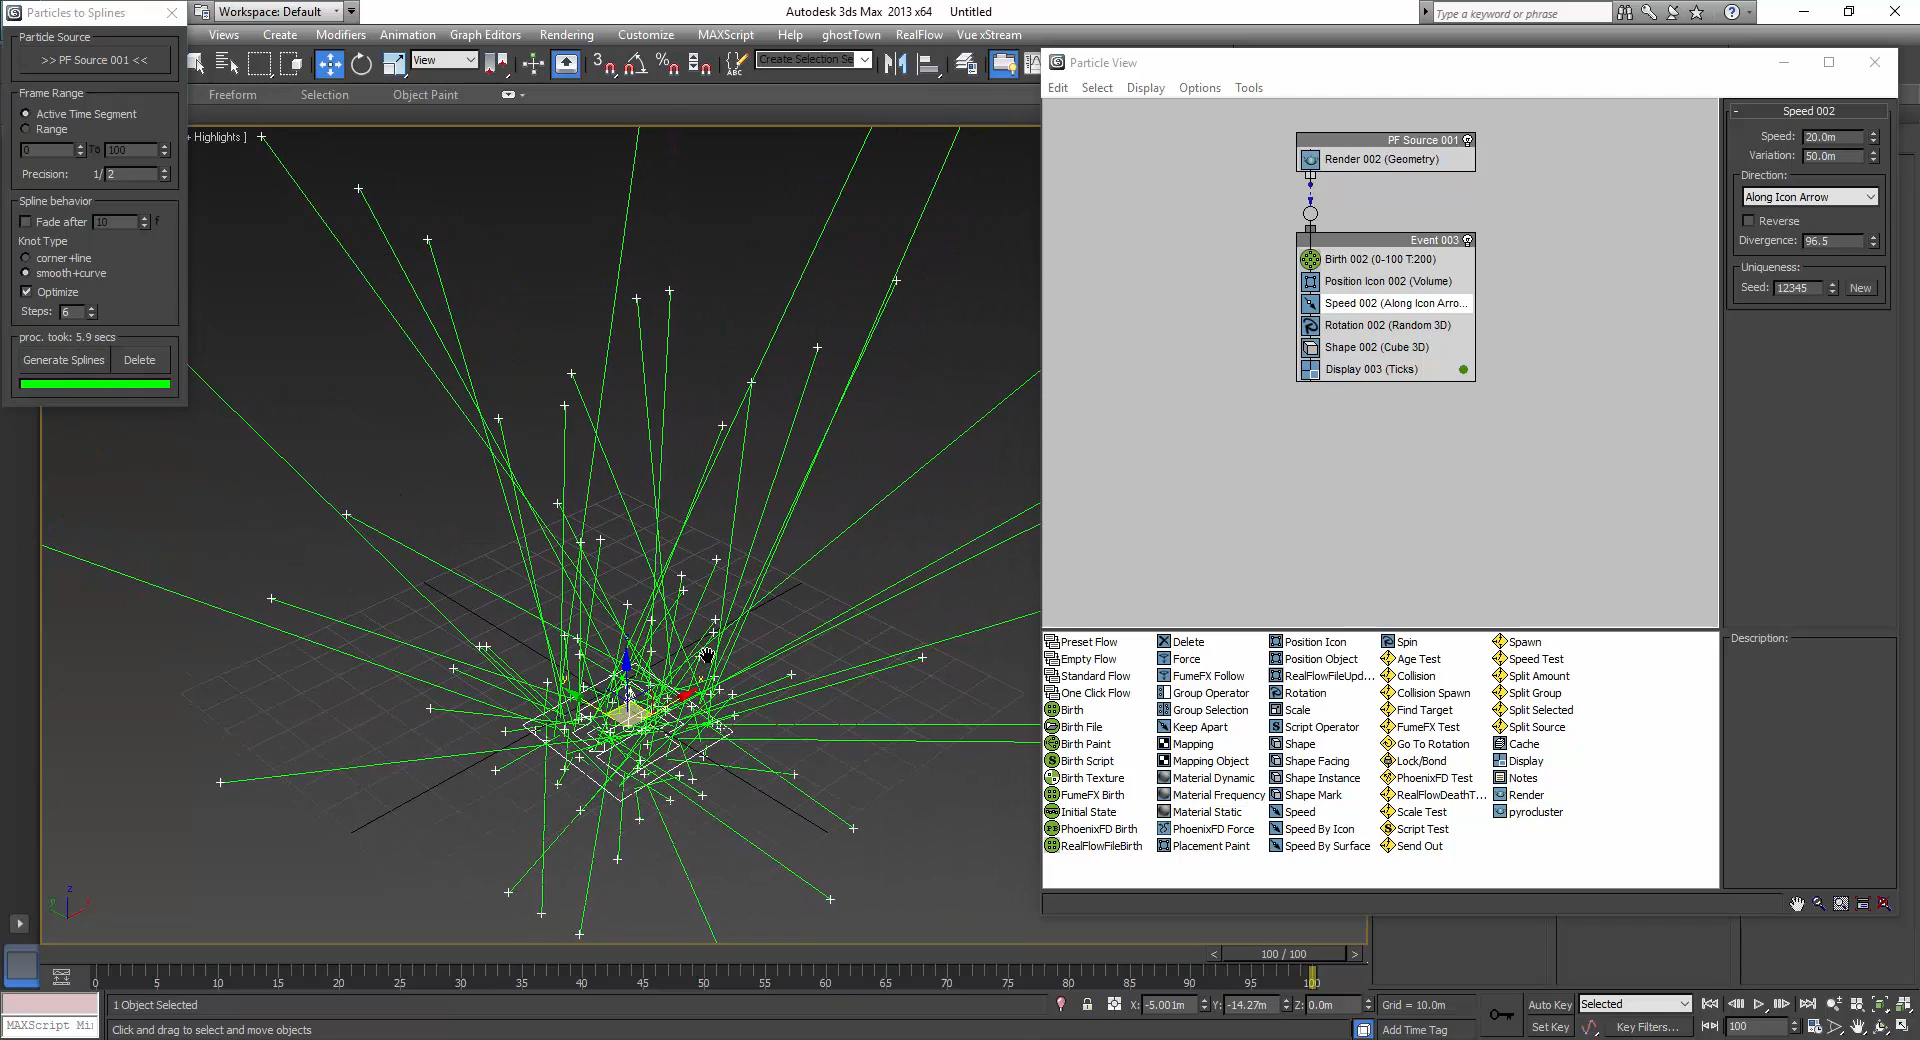 Particles to Splines
Workspace: Default
Autodesk 3ds Max 2013 x64 Untitled
Type a keyword or phrase
Views Create Modifiers Animation Graph Editors Rendering Customize MAXScript Help ghostTown RealFlow Vue xStream
View
Create Selection Se
Freeform Selection Object Paint
+ Highlights ]
Particle Source
>> PF Source 001 <<
Frame Range
Active Time Segment
Range
0 To 100
Precision: 1/ 2
Spline behavior
Fade after 10 f
Knot Type
corner+line
smooth+curve
Optimize
Steps: 6
proc. took: 5.9 secs
Generate Splines Delete
Particle View
Edit Select Display Options Tools
PF Source 001
Render 002 (Geometry)
Event 003
Birth 002 (0-100 T:200)
Position Icon 002 (Volume)
Speed 002 (Along Icon Arro...
Rotation 002 (Random 3D)
Shape 002 (Cube 3D)
Display 003 (Ticks)
Speed 002
Speed: 20.0m
Variation: 50.0m
Direction:
Along Icon Arrow
Reverse
Divergence: 96.5
Uniqueness:
Seed: 12345 New
Preset Flow Delete Position Icon Spin Spawn
Empty Flow Force Position Object Age Test Speed Test
Standard Flow FumeFX Follow RealFlowFileUpd... Collision Split Amount
One Click Flow Group Operator Rotation Collision Spawn Split Group
Birth Group Selection Scale Find Target Split Selected
Birth File Keep Apart Script Operator FumeFX Test Split Source
Birth Paint Mapping Shape Go To Rotation Cache
Birth Script Mapping Object Shape Facing Lock/Bond Display
Birth Texture Material Dynamic Shape Instance PhoenixFD Test Notes
FumeFX Birth Material Frequency Shape Mark RealFlowDeathT... Render
Initial State Material Static Speed Scale Test pyrocluster
PhoenixFD Birth PhoenixFD Force Speed By Icon Script Test
RealFlowFileBirth Placement Paint Speed By Surface Send Out
Description:
z
x
y
100 / 100
0 5 10 15 20 25 30 35 40 45 50 55 60 65 70 75 80 85 90 95 100
1 Object Selected
X: -5.001m Y: -14.27m Z: 0.0m Grid = 10.0m
Auto Key Selected
MAXScript Mi
Click and drag to select and move objects
Add Time Tag
Set Key Key Filters... 100